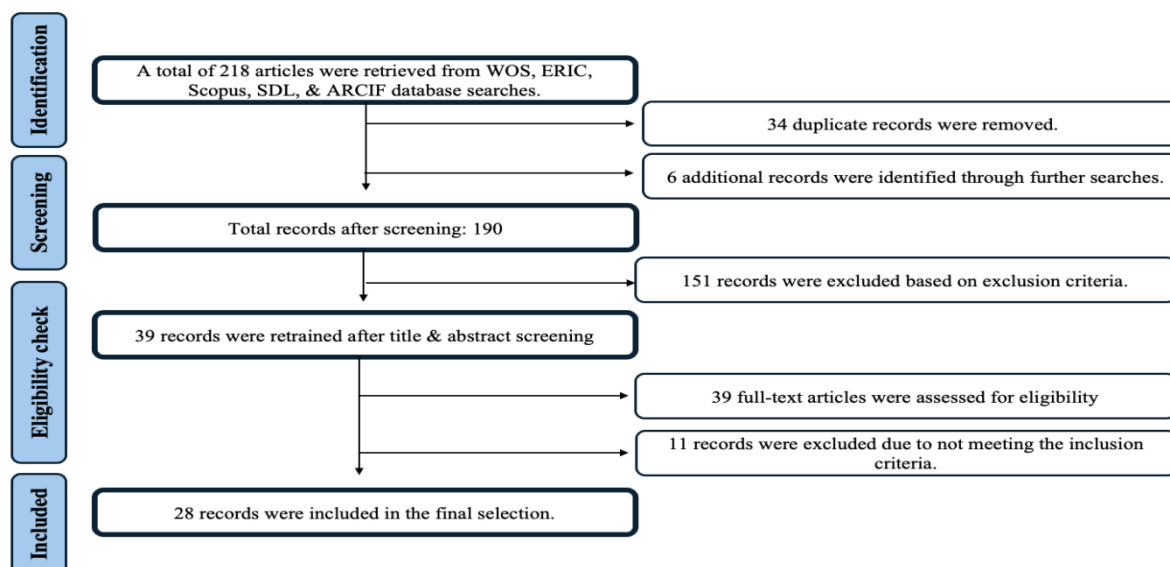 Identification
A total of 218 articles were retrieved from WOS, ERIC,
Scopus, SDL, & ARCIF database searches.
34 duplicate records were removed.
6 additional records were identified through further searches.
Screening
Total records after screening: 190
151 records were excluded based on exclusion criteria.
Eligibility check
39 records were retrained after title & abstract screening
39 full-text articles were assessed for eligibility
11 records were excluded due to not meeting the inclusion
criteria.
Included
28 records were included in the final selection.